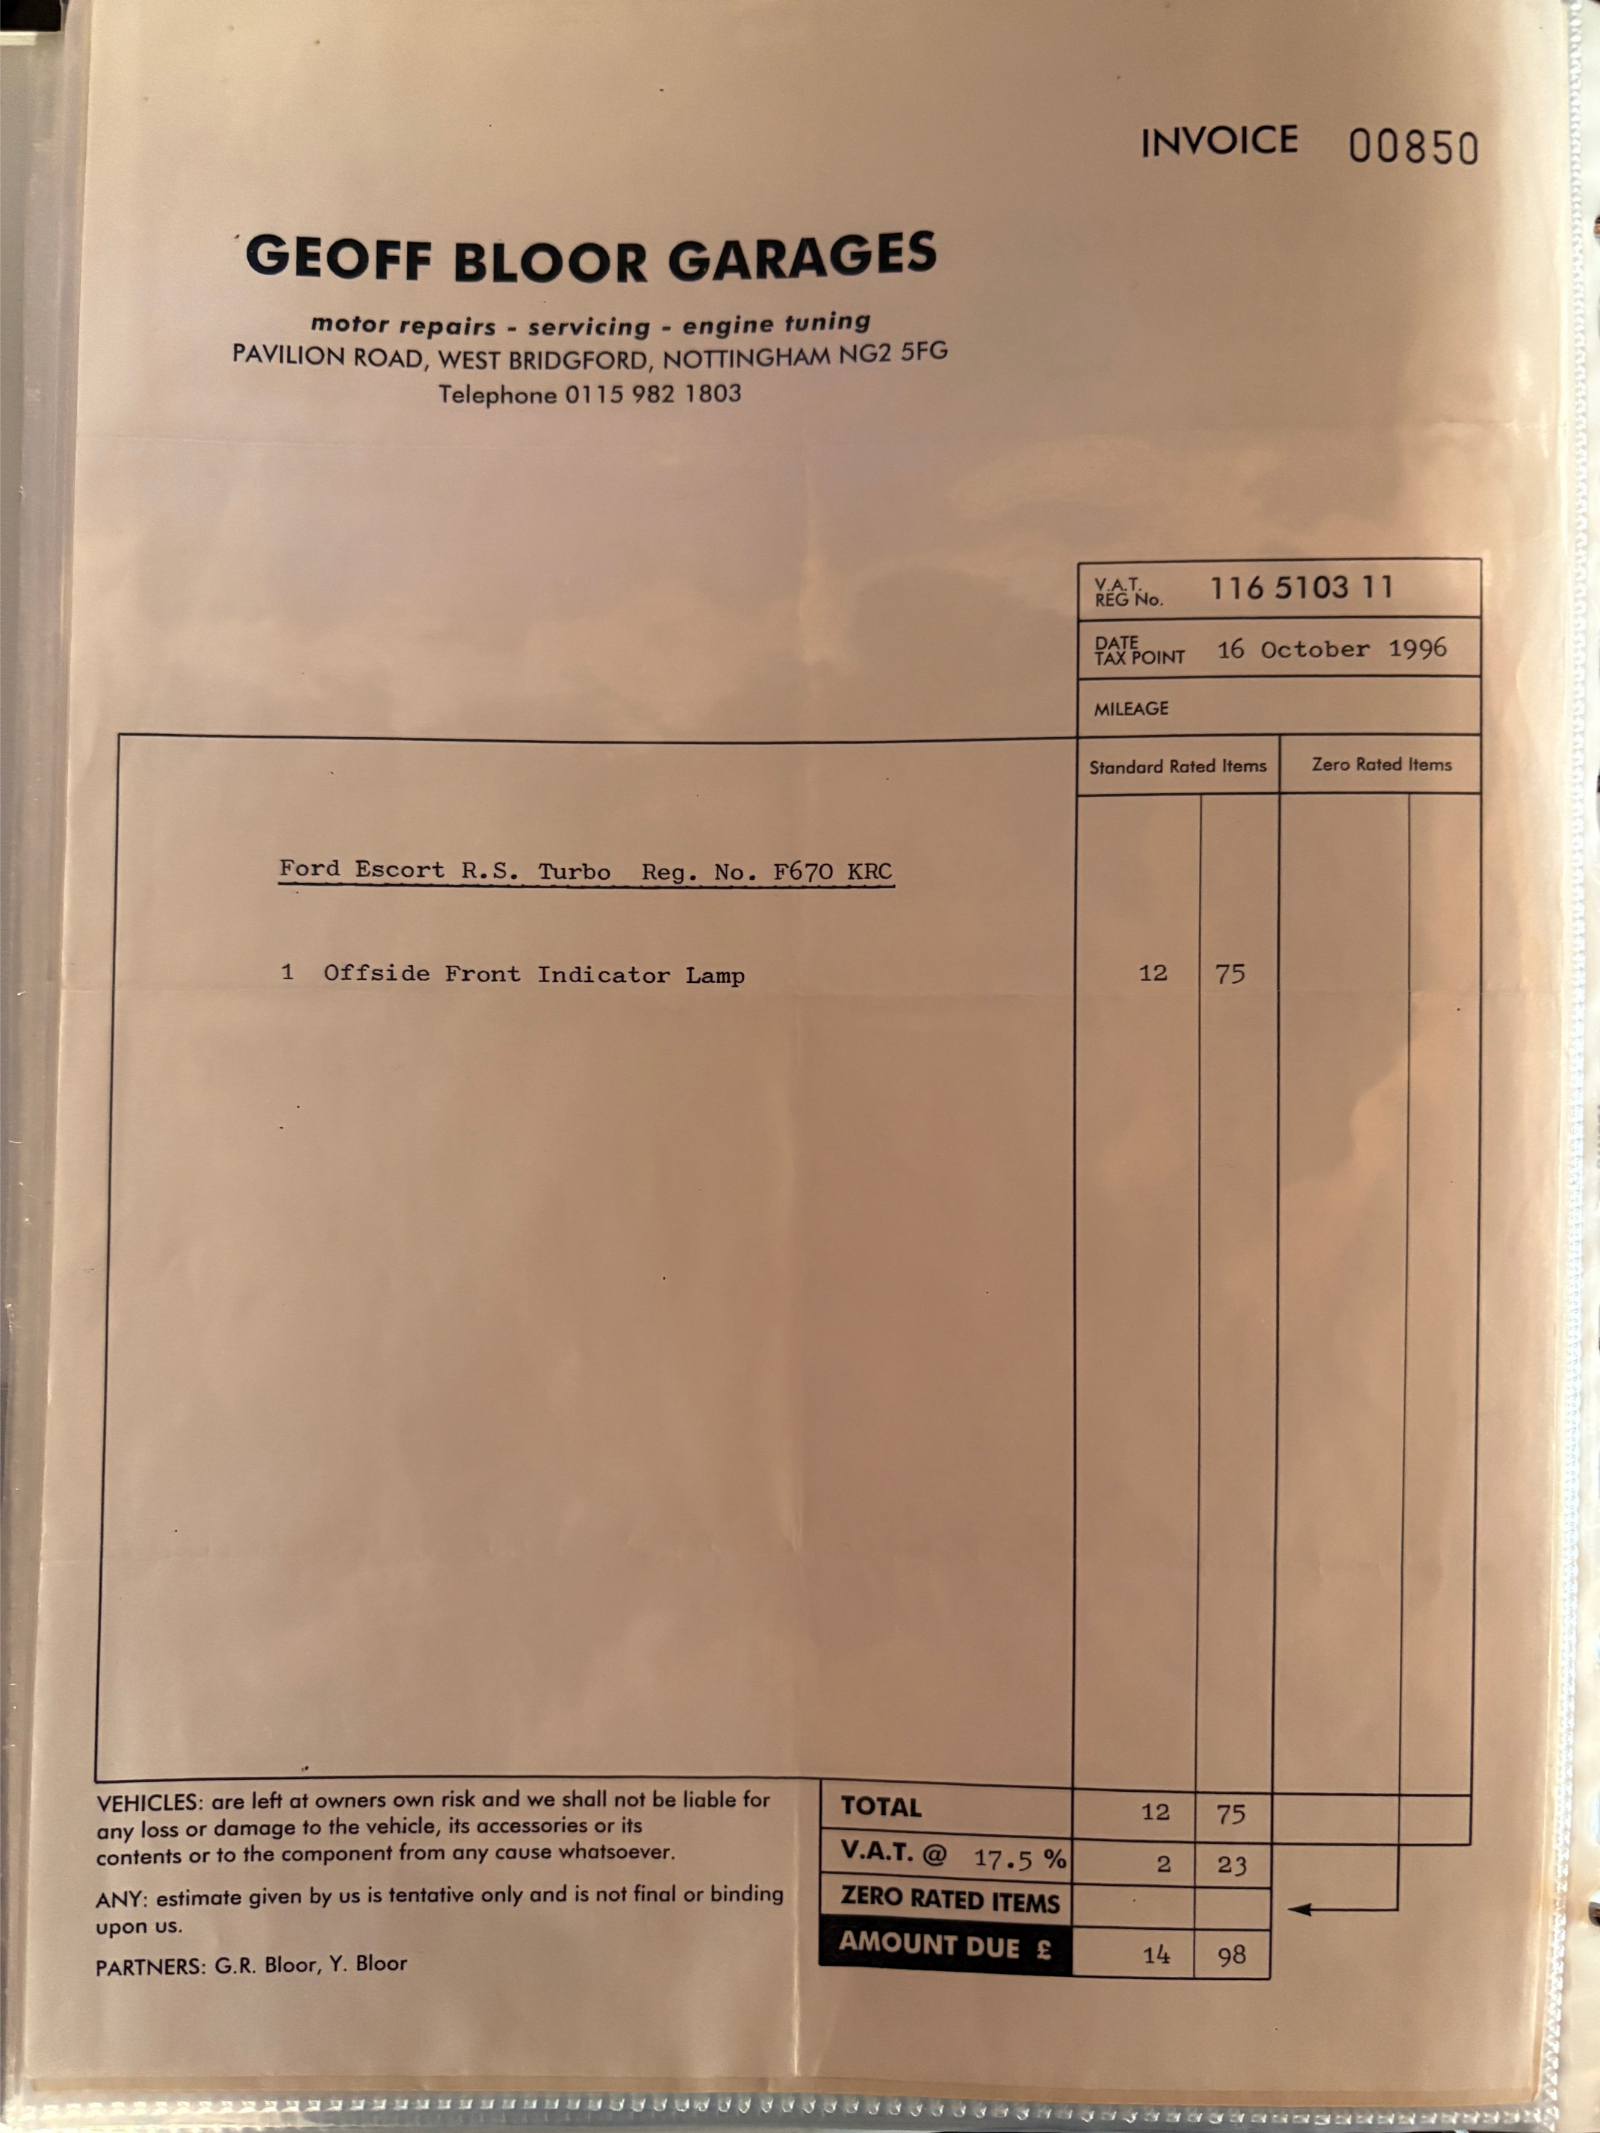 INVOICE 00850
GEOFF BLOOR GARAGES
motor repairs - servicing - engine tuning
PAVILION ROAD, WEST BRIDGFORD, NOTTINGHAM NG2 5FG
Telephone 0115 982 1803
V.A.T. REG No. 116 5103 11
DATE TAX POINT 16 October 1996
MILEAGE
Standard Rated Items Zero Rated Items
Ford Escort R.S. Turbo Reg. No. F670 KRC
1 Offside Front Indicator Lamp 12 75
VEHICLES: are left at owners own risk and we shall not be liable for
any loss or damage to the vehicle, its accessories or its
contents or to the component from any cause whatsoever.
ANY: estimate given by us is tentative only and is not final or binding
upon us.
PARTNERS: G.R. Bloor, Y. Bloor
TOTAL 12 75
V.A.T. @ 17.5 % 2 23
ZERO RATED ITEMS
AMOUNT DUE £ 14 98